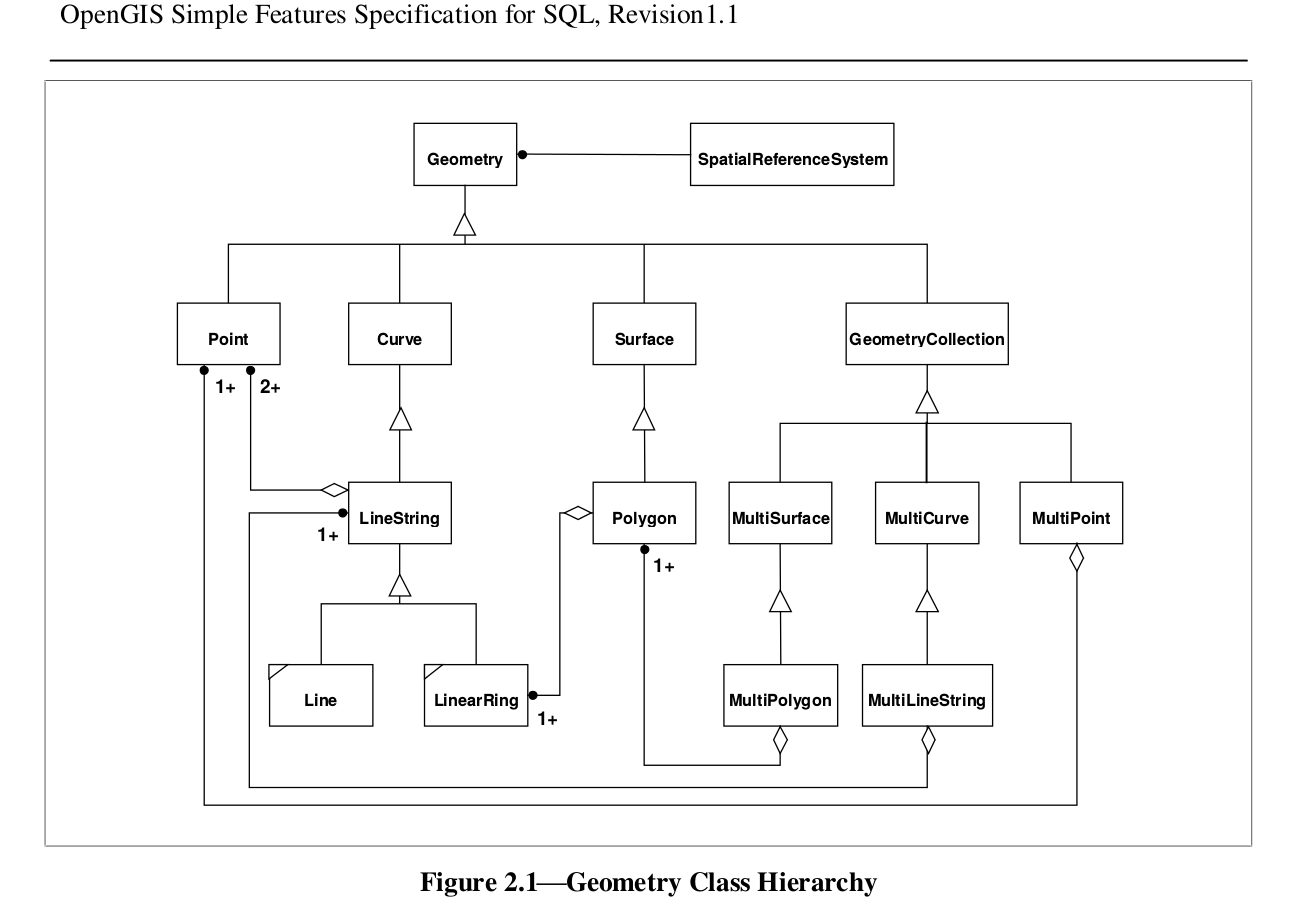 OpenGIS Simple Features Specification for SQL, Revision1.1
Geometry
SpatialReferenceSystem
Point
Curve
Surface
GeometryCollection
1+
2+
LineString
Polygon
MultiSurface
MultiCurve
MultiPoint
1+
1+
Line
LinearRing
MultiPolygon
MultiLineString
1+
Figure 2.1—Geometry Class Hierarchy